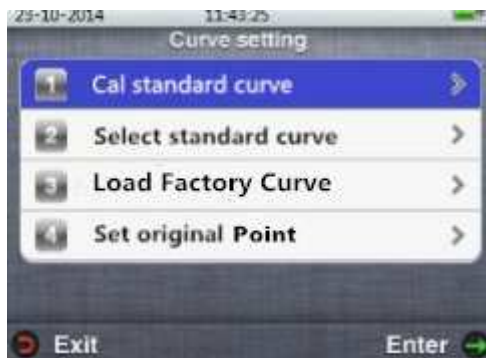 23-10-2014 11:43:25
Curve setting
1 Cal standard curve
2 Select standard curve
3 Load Factory Curve
4 Set original Point
Exit Enter